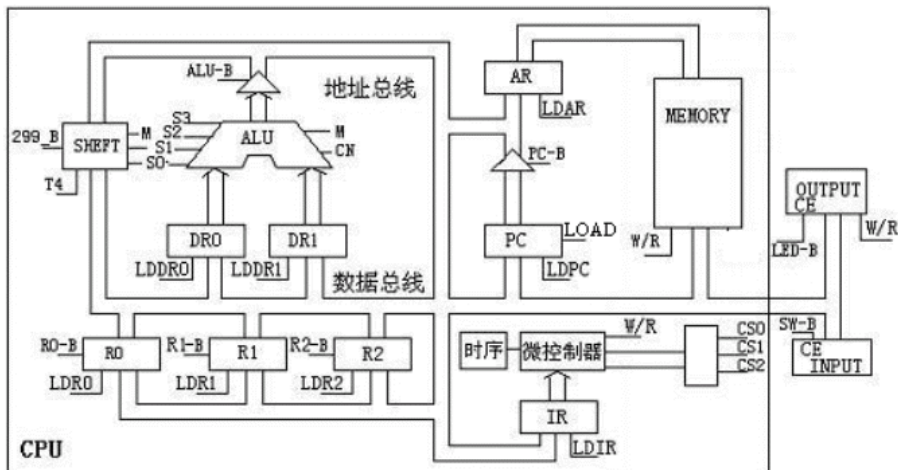 ALU-B
地址总线
AR
LDAR
MEMORY
S3
S2
S1
S0
ALU
M
CN
299_B
SHEFT
M
T4
PC-B
OUTPUT
CE
W/R
LED-B
DR0
DR1
LDDR0
LDDR1
数据总线
PC
LOAD
LDPC
W/R
R0-B
R0
R1-B
R1
R2-B
R2
LDR0
LDR1
LDR2
时序
微控制器
W/R
CS0
CS1
CS2
SW-B
CE
INPUT
IR
LDIR
CPU